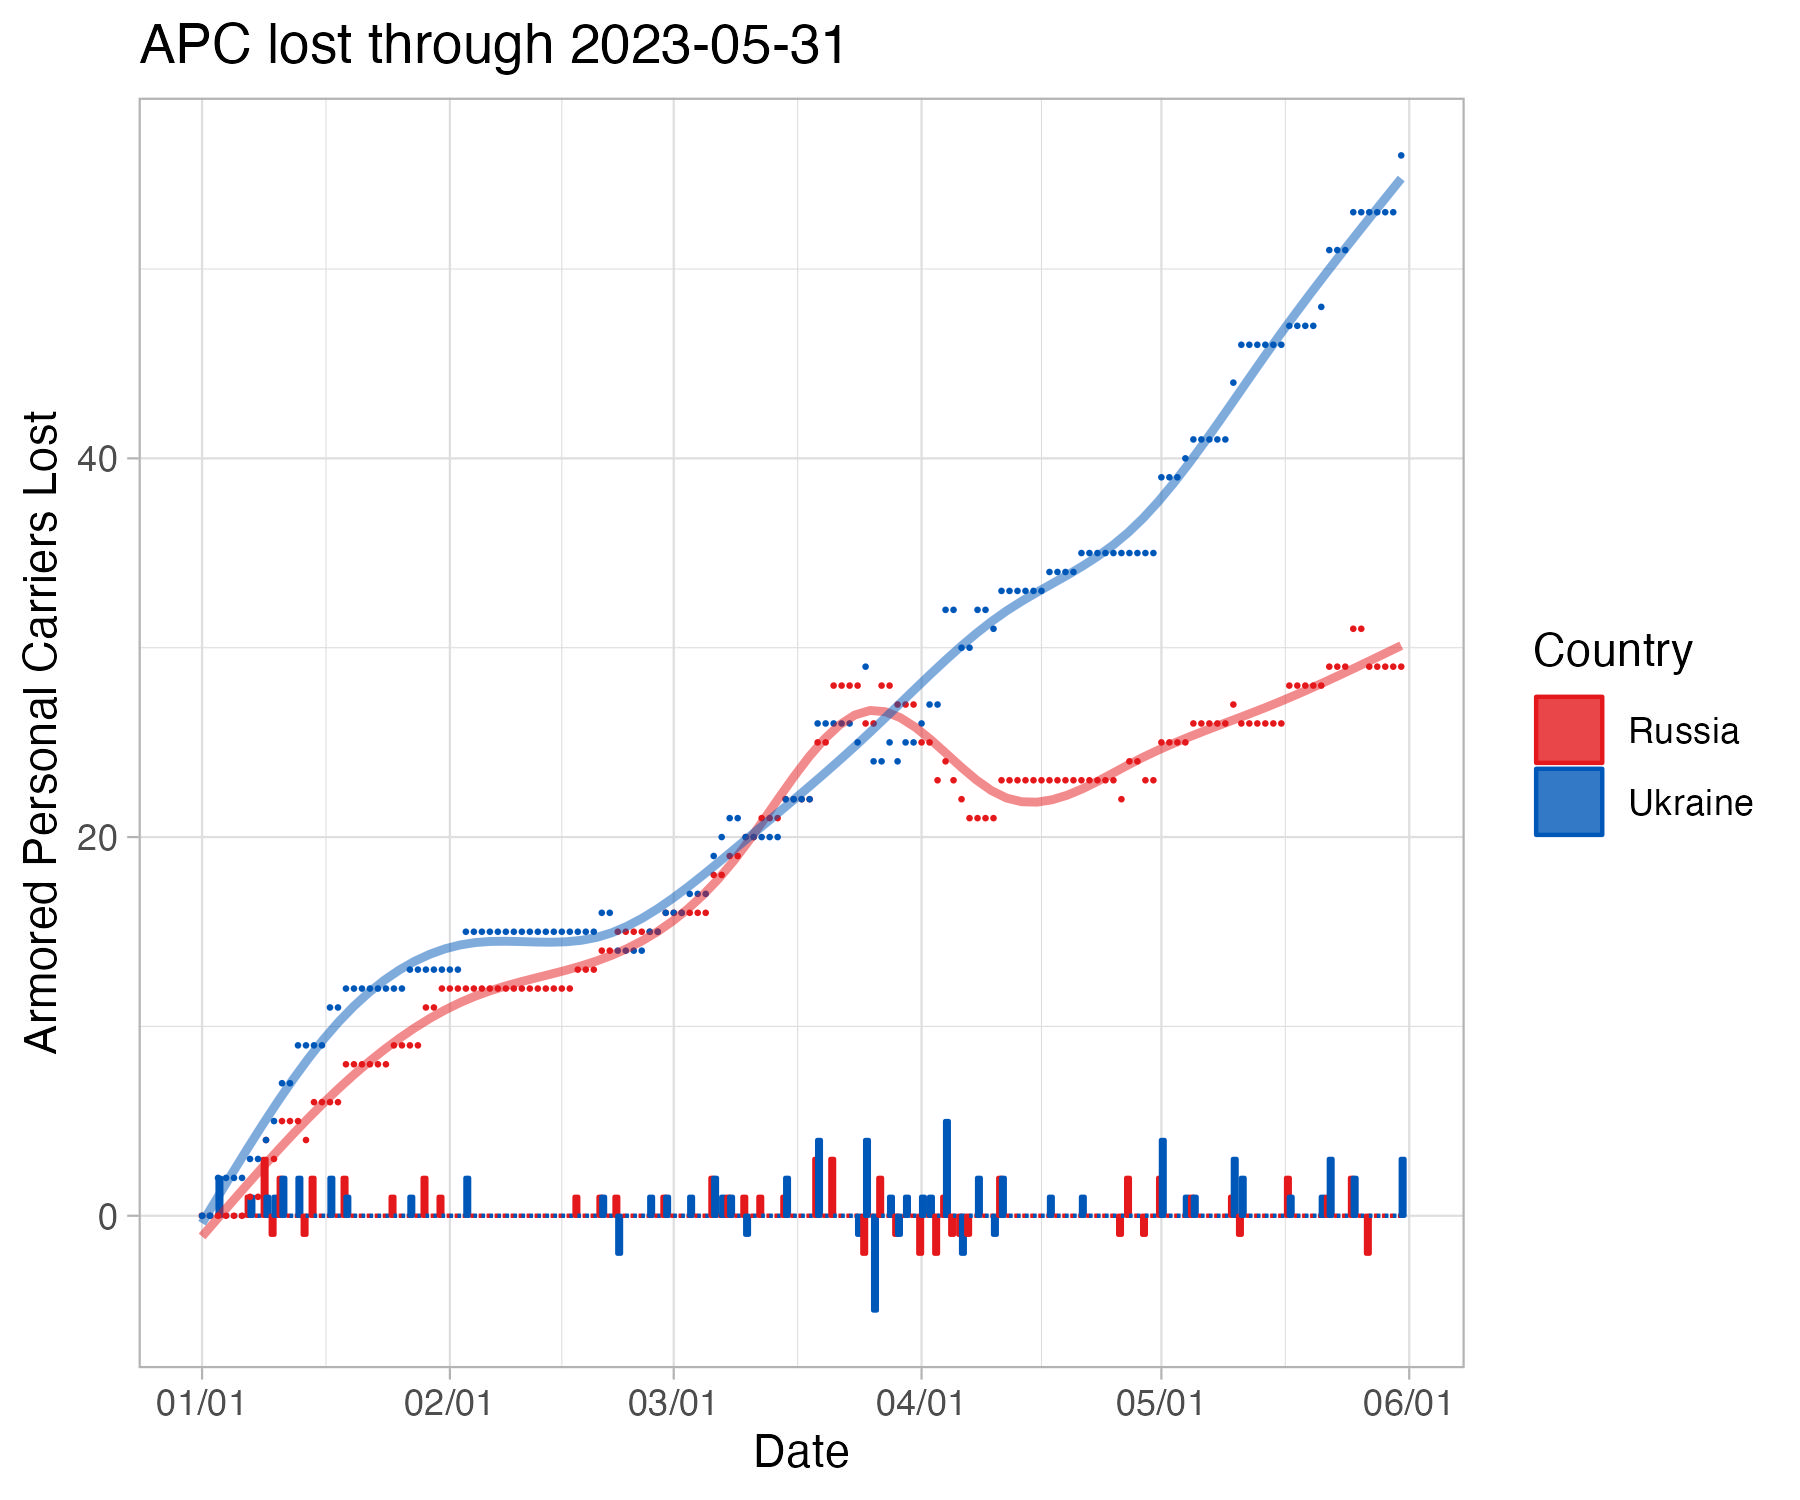 APC lost through 2023-05-31
Armored Personal Carriers Lost
40
20
0
01/01
02/01
03/01
04/01
05/01
06/01
Date
Country
Russia
Ukraine